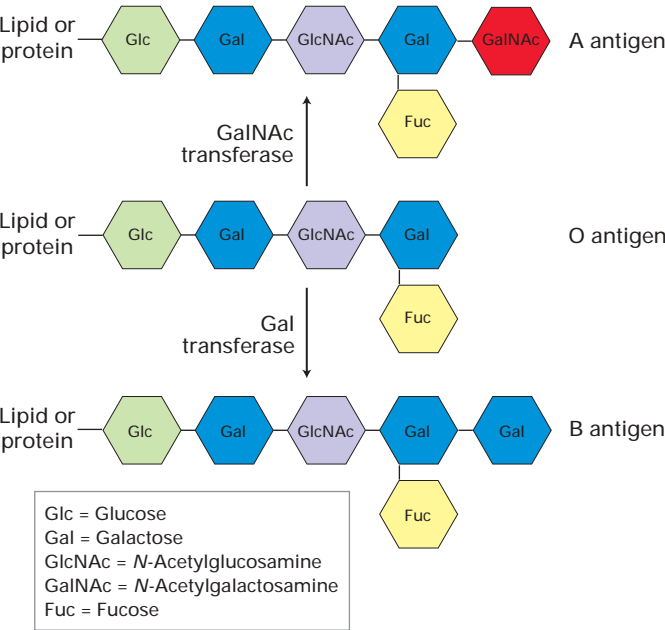 Lipid or
protein
Glc
Gal
GlcNAc
Gal
GalNAc
A antigen
Fuc
GalNAc
transferase
Lipid or
protein
Glc
Gal
GlcNAc
Gal
O antigen
Fuc
Gal
transferase
Lipid or
protein
Glc
Gal
GlcNAc
Gal
Gal
B antigen
Fuc
Glc = Glucose
Gal = Galactose
GlcNAc = N-Acetylglucosamine
GalNAc = N-Acetylgalactosamine
Fuc = Fucose